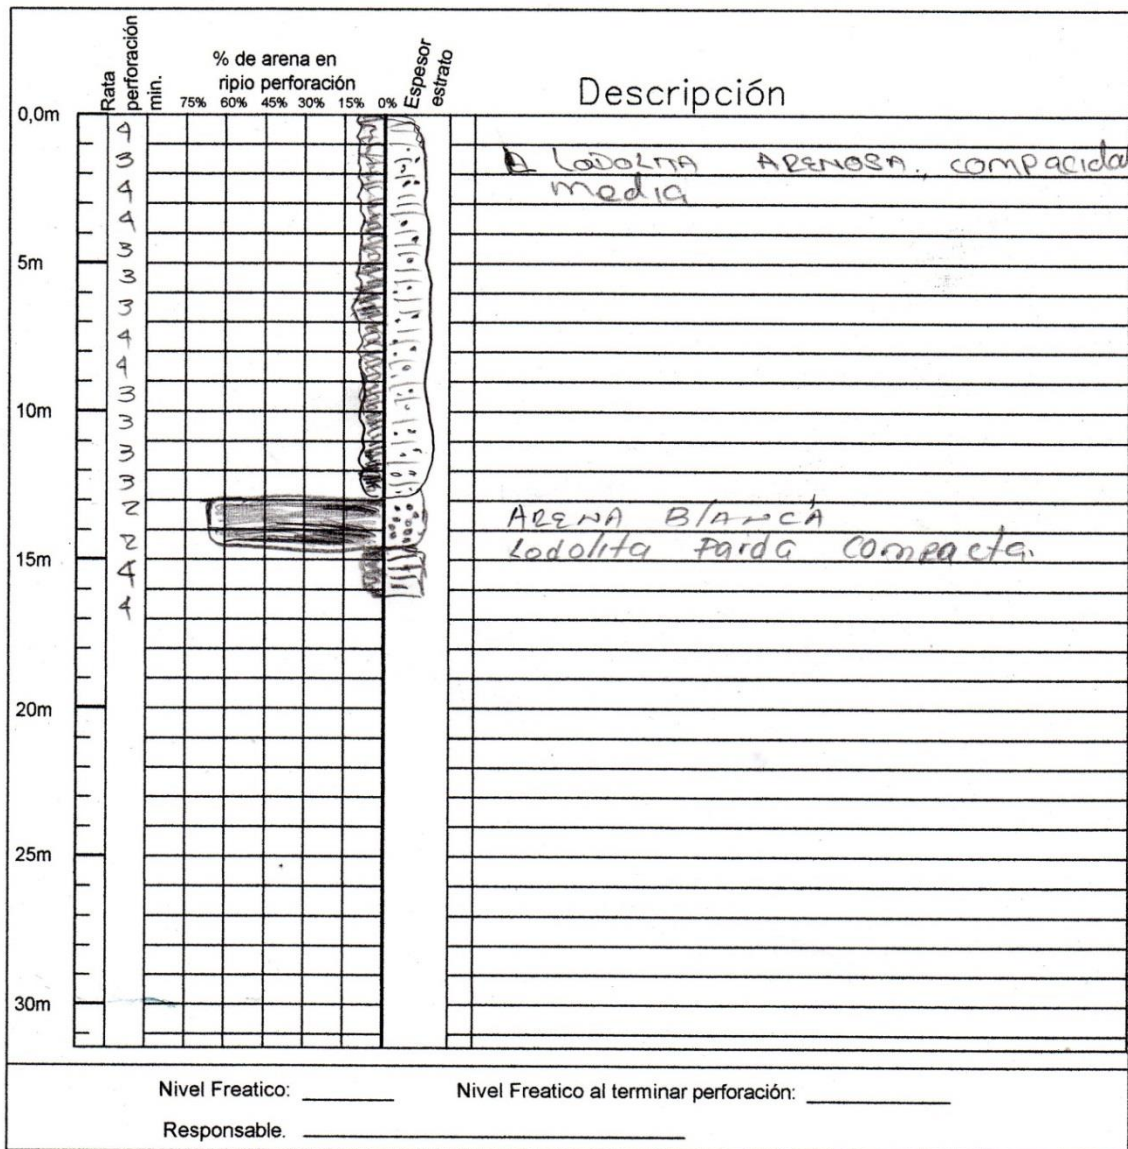 Rata
perforación
min.
% de arena en
ripio perforación
75% 60% 45% 30% 15% 0%
Espesor
estrato
Descripción
0,0m
4
3
4
4
3
5m
3
3
4
4
3
10m
3
3
3
2
2
15m
4
4
20m
25m
30m
LODOLITA ARENOSA, compacida
media
ARENA BlANCA
Lodolita Parda Compacta.
Nivel Freatico:
Nivel Freatico al terminar perforación:
Responsable.